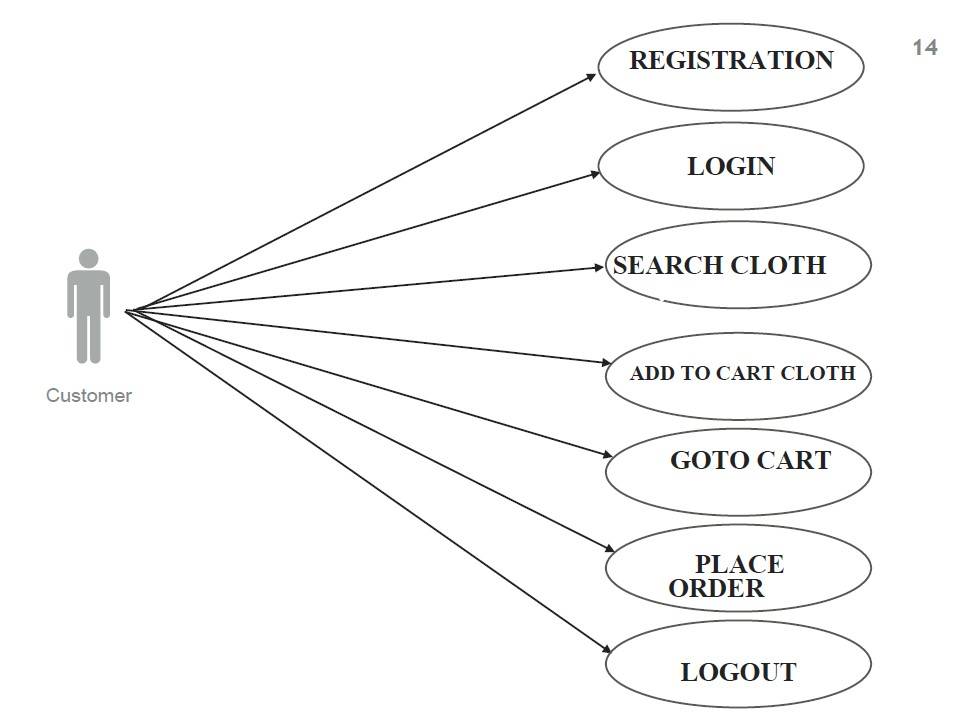 14
REGISTRATION
LOGIN
SEARCH CLOTH
ADD TO CART CLOTH
Customer
GOTO CART
PLACE
ORDER
LOGOUT